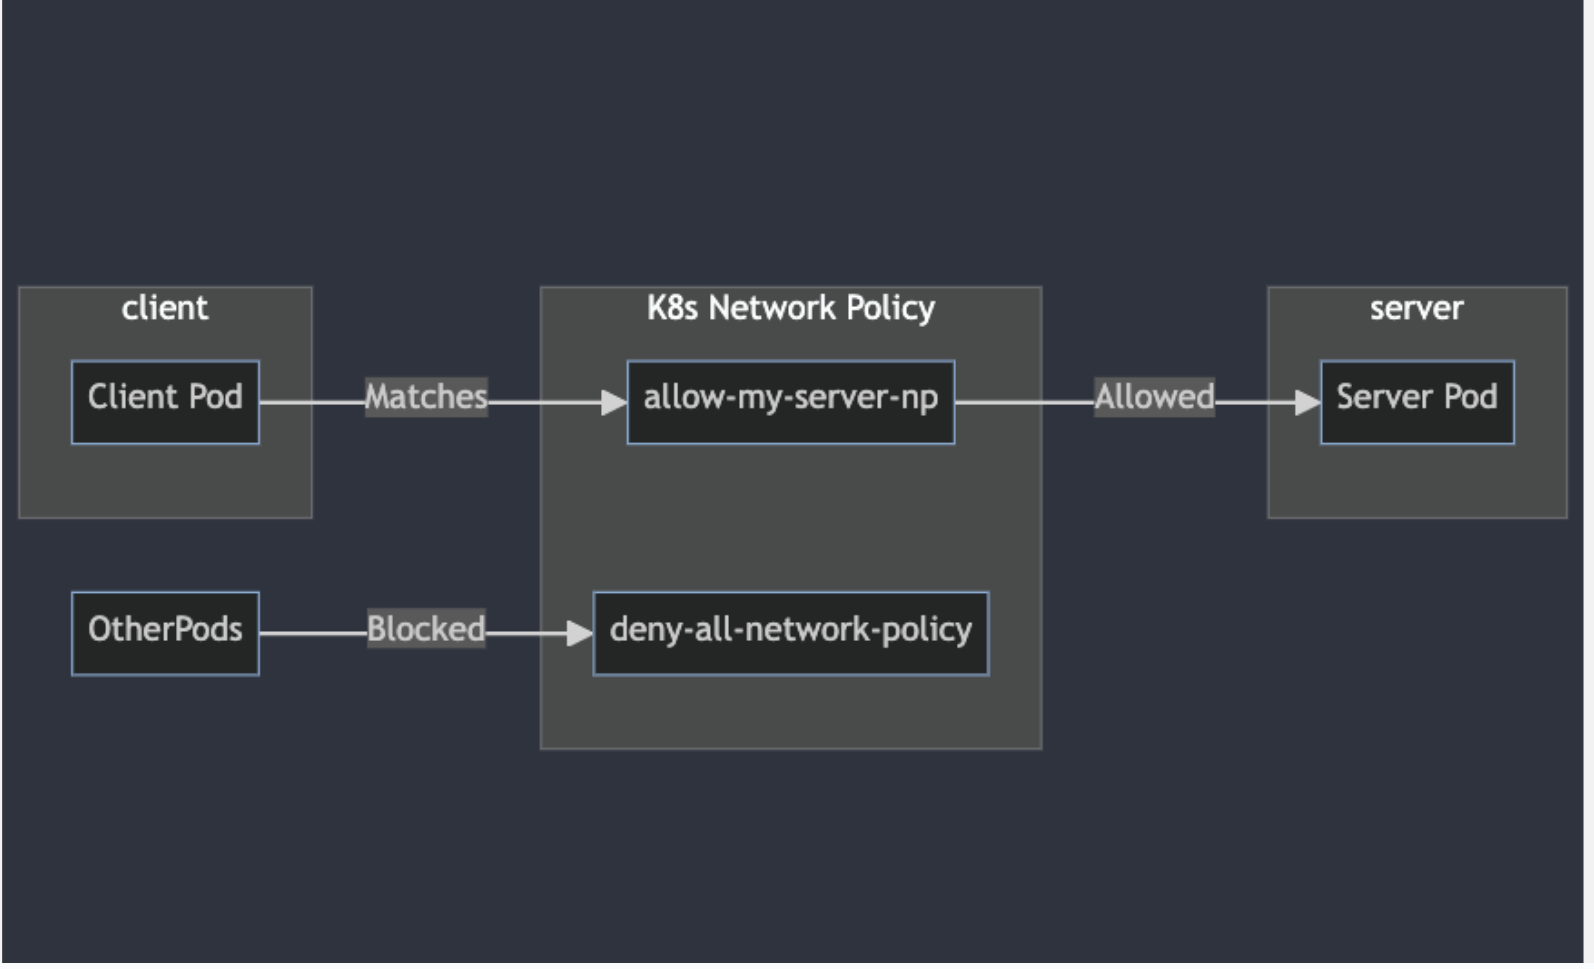 client
K8s Network Policy
server
Client Pod
Matches
allow-my-server-np
Allowed
Server Pod
OtherPods
Blocked
deny-all-network-policy